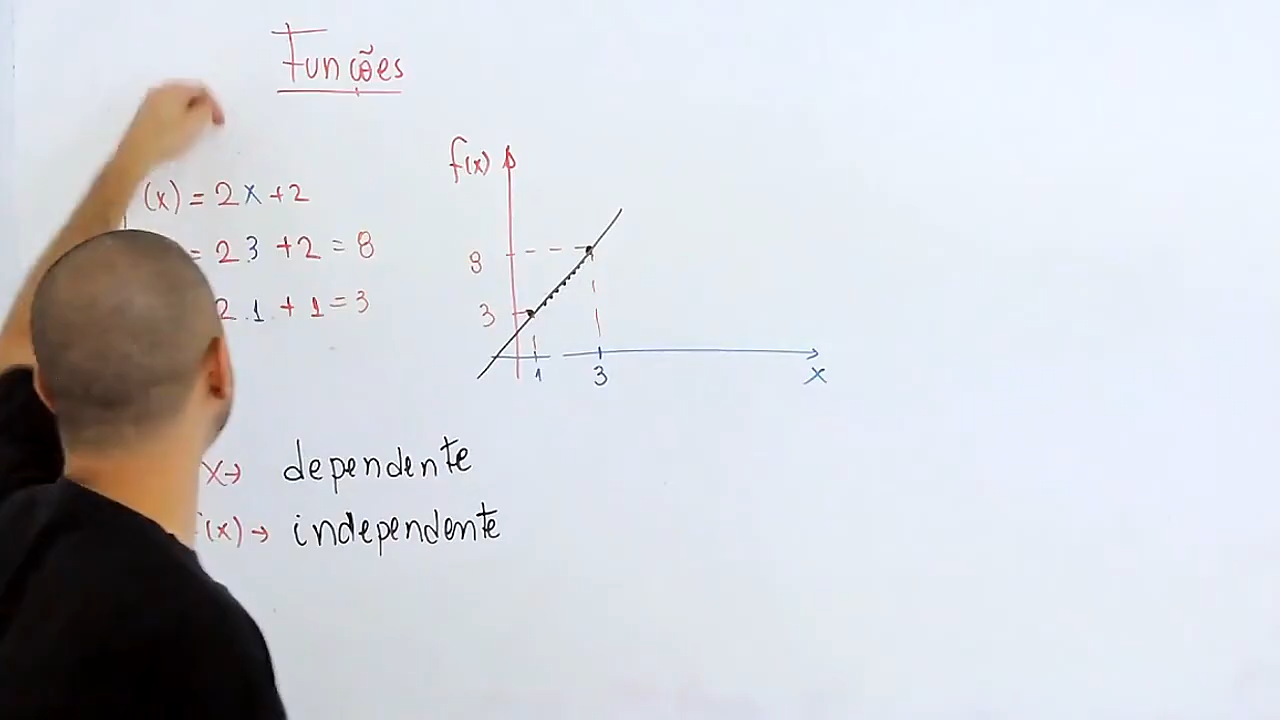 Funções
(x) = 2x + 2
= 2 3 + 2 = 8
2.1 + 1 = 3
f(x)
8
3
1 3
x
x → dependente
f(x) → independente